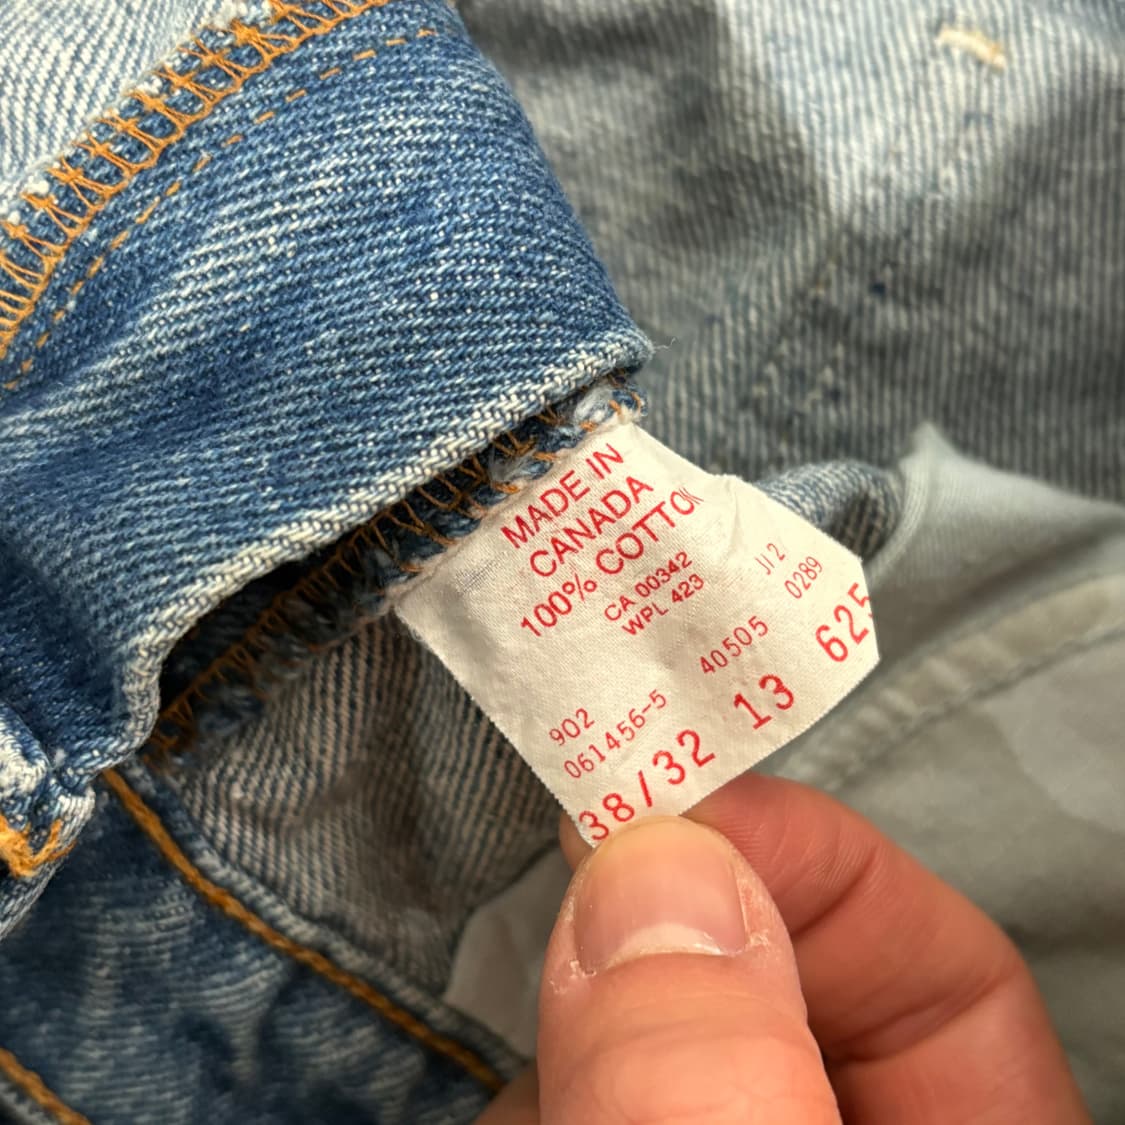 MADE IN
CANADA
100% COTTON
CA 00342
WPL 423
J12
902 0289
061456-5 40505
38/32 13 625